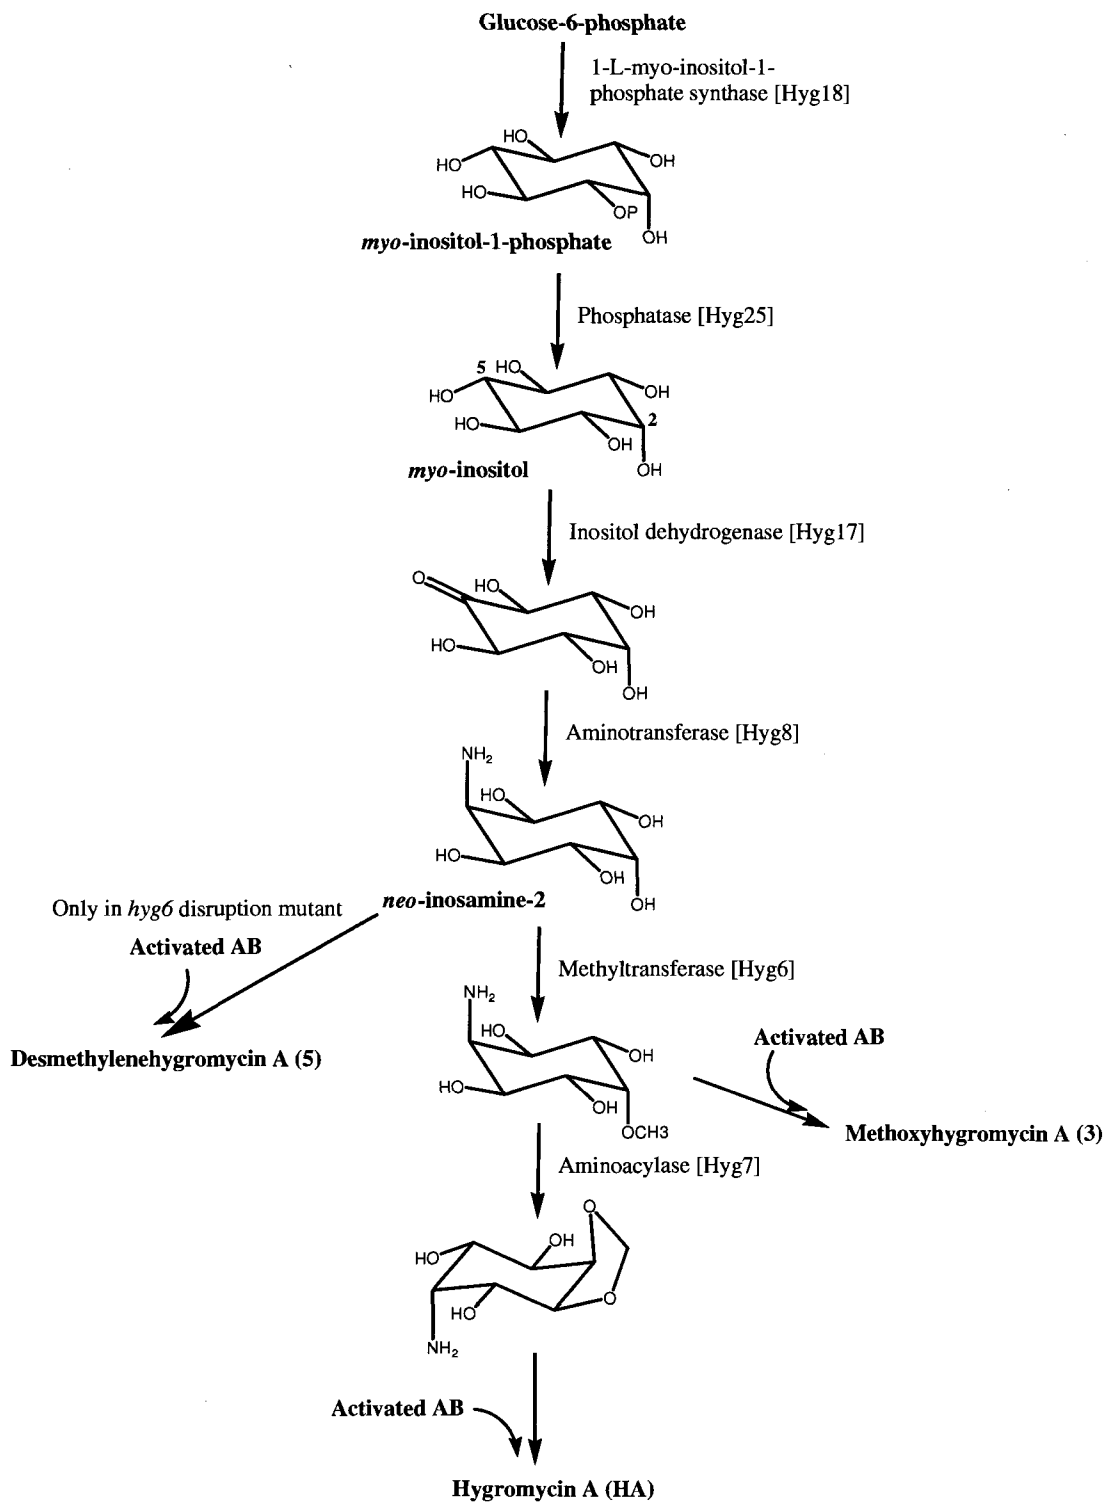 Glucose-6-phosphate
1-L-myo-inositol-1-
phosphate synthase [Hyg18]
HO
HO
OH
HO
OP
OH
myo-inositol-1-phosphate
Phosphatase [Hyg25]
5 HO
HO
OH
HO
2
OH
OH
myo-inositol
Inositol dehydrogenase [Hyg17]
O
HO
OH
HO
OH
OH
Aminotransferase [Hyg8]
NH2
HO
OH
HO
OH
OH
neo-inosamine-2
Only in hyg6 disruption mutant
Activated AB
Methyltransferase [Hyg6]
NH2
HO
OH
HO
OH
OCH3
Activated AB
Desmethylenehygromycin A (5)
Methoxyhygromycin A (3)
Aminoacylase [Hyg7]
O
OH
HO
O
HO
NH2
Activated AB
Hygromycin A (HA)